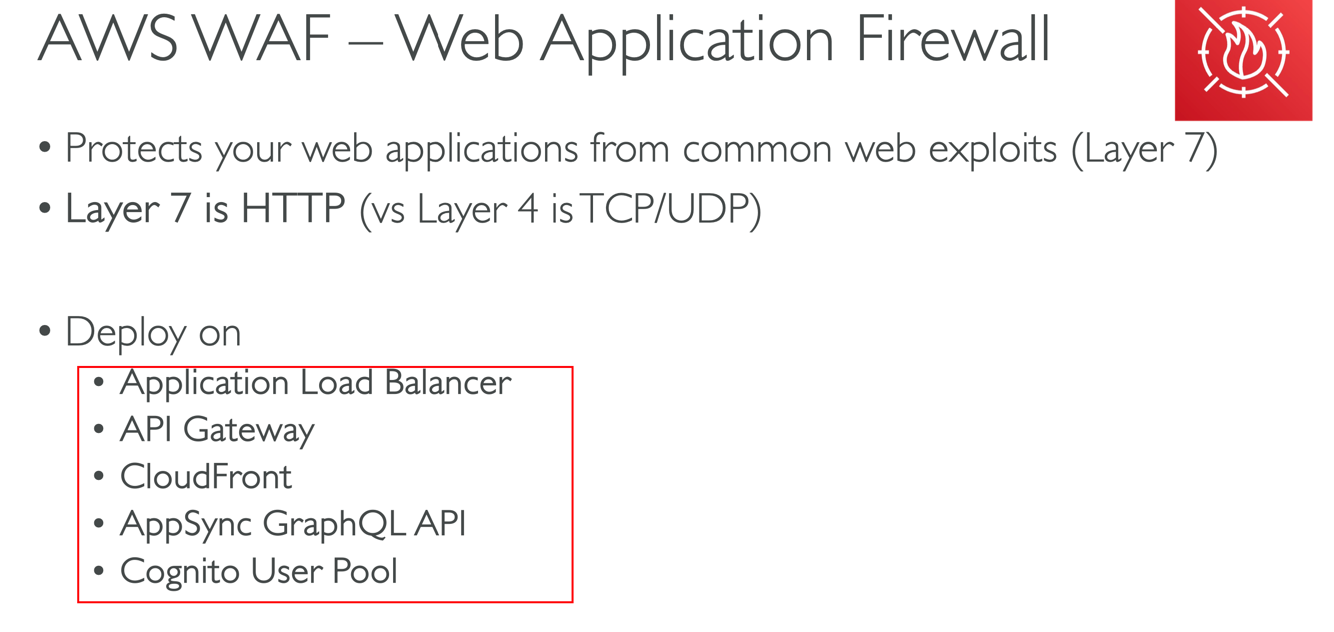 AWS WAF – Web Application Firewall
• Protects your web applications from common web exploits (Layer 7)
• Layer 7 is HTTP (vs Layer 4 is TCP/UDP)
• Deploy on
• Application Load Balancer
• API Gateway
• CloudFront
• AppSync GraphQL API
• Cognito User Pool